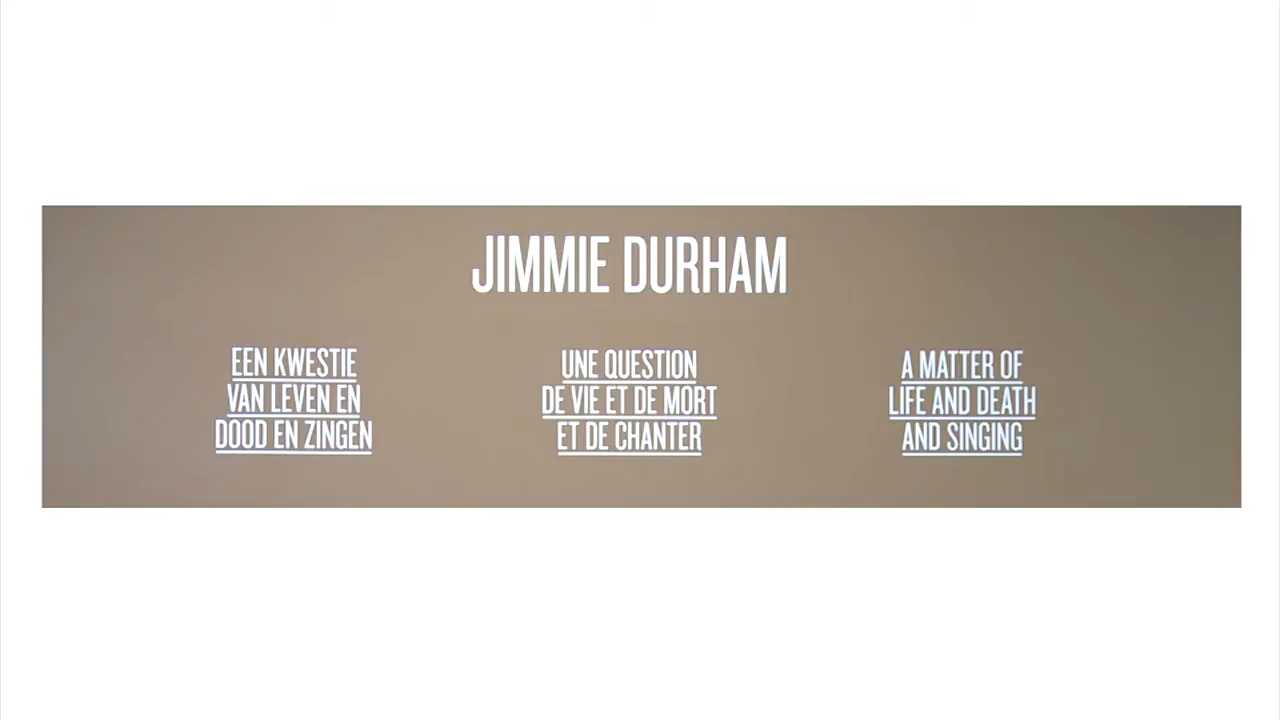 JIMMIE DURHAM
EEN KWESTIE
VAN LEVEN EN
DOOD EN ZINGEN
UNE QUESTION
DE VIE ET DE MORT
ET DE CHANTER
A MATTER OF
LIFE AND DEATH
AND SINGING